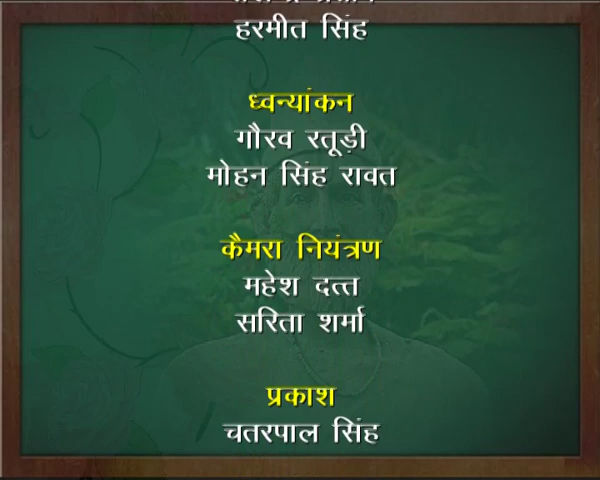 हरमीत सिंह
ध्वन्यांकन
गौरव रतूड़ी
मोहन सिंह रावत
कैमरा नियंत्रण
महेश दत्त
सरिता शर्मा
प्रकाश
चतरपाल सिंह